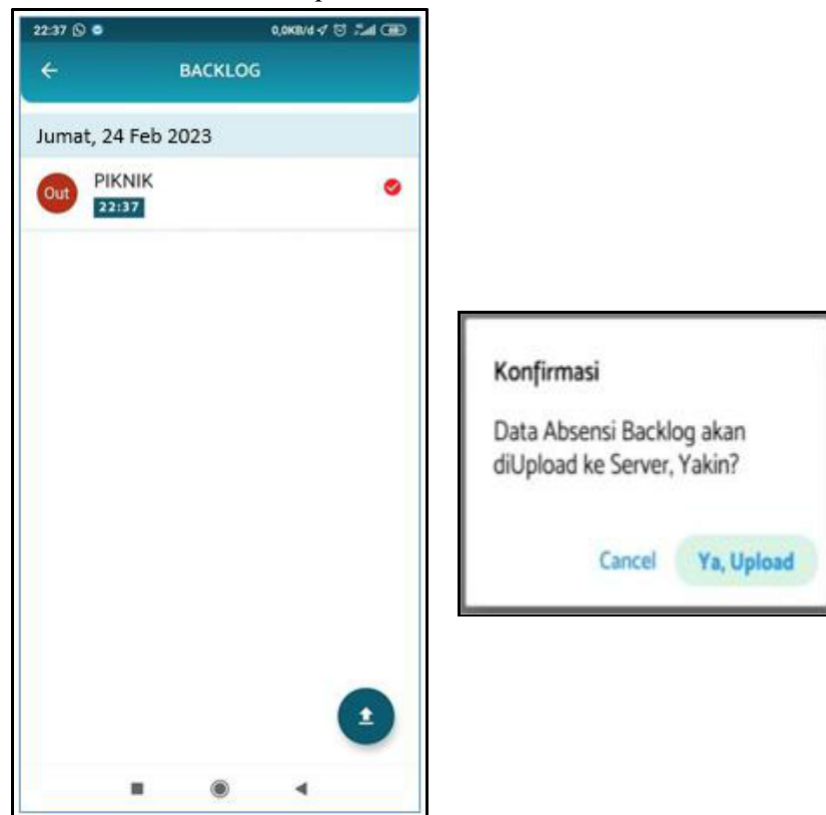 22:37 0,0KB/d
BACKLOG
Jumat, 24 Feb 2023
Out PIKNIK
22:37
Konfirmasi
Data Absensi Backlog akan
diUpload ke Server, Yakin?
Cancel Ya, Upload